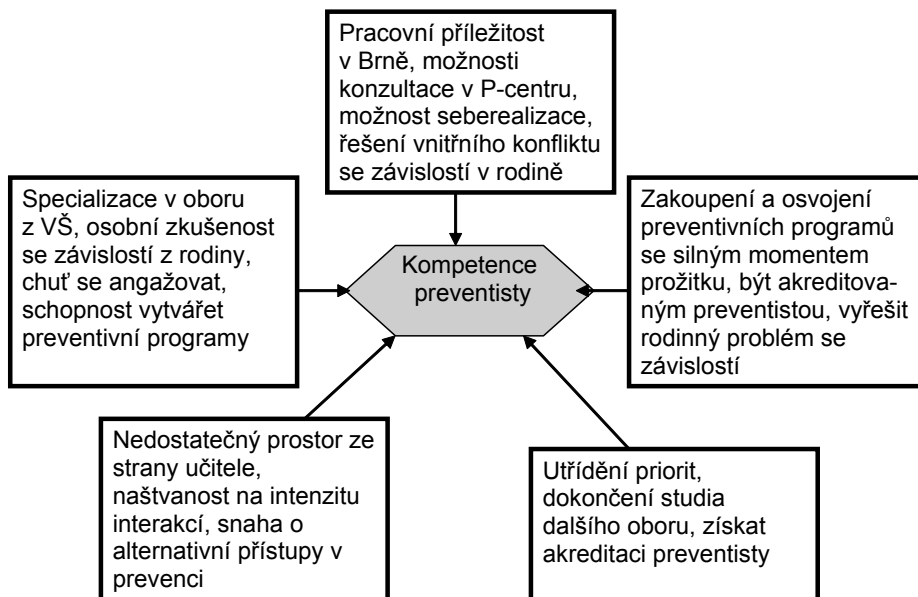 Pracovní příležitost
v Brně, možnosti
konzultace v P-centru,
možnost seberealizace,
řešení vnitřního konfliktu
se závislostí v rodině
Specializace v oboru
z VŠ, osobní zkušenost
se závislostí z rodiny,
chuť se angažovat,
schopnost vytvářet
preventivní programy
Kompetence
preventisty
Zakoupení a osvojení
preventivních programů
se silným momentem
prožitku, být akreditova-
ným preventistou, vyřešit
rodinný problém se
závislostí
Nedostatečný prostor ze
strany učitele,
naštvanost na intenzitu
interakcí, snaha o
alternativní přístupy v
prevenci
Utřídění priorit,
dokončení studia
dalšího oboru, získat
akreditaci preventisty